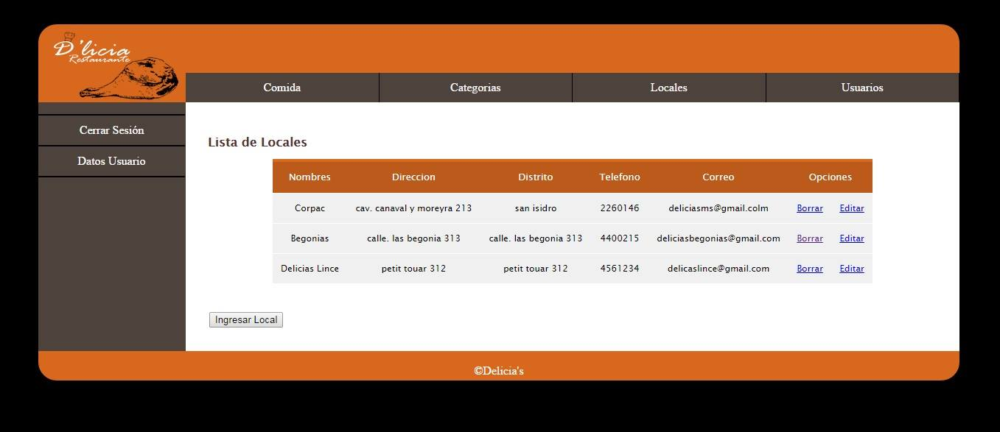 D'licia
Restaurante
Comida Categorias Locales Usuarios
Cerrar Sesión
Datos Usuario
Lista de Locales
Nombres Direccion Distrito Telefono Correo Opciones
Corpac cav. canaval y moreyra 213 san isidro 2260146 deliciasms@gmail.colm Borrar Editar
Begonias calle. las begonia 313 calle. las begonia 313 4400215 deliciasbegonias@gmail.com Borrar Editar
Delicias Lince petit touar 312 petit touar 312 4561234 delicaslince@gmail.com Borrar Editar
Ingresar Local
©Delicia's